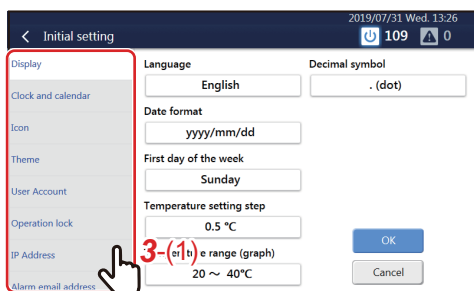 2019/07/31 Wed. 13:26
Initial setting
109
0
Display
Clock and calendar
Icon
Theme
User Account
Operation lock
IP Address
Alarm email address
3-(1)
Language
English
Date format
yyyy/mm/dd
First day of the week
Sunday
Temperature setting step
0.5 °C
range (graph)
20 ~ 40°C
Decimal symbol
. (dot)
OK
Cancel